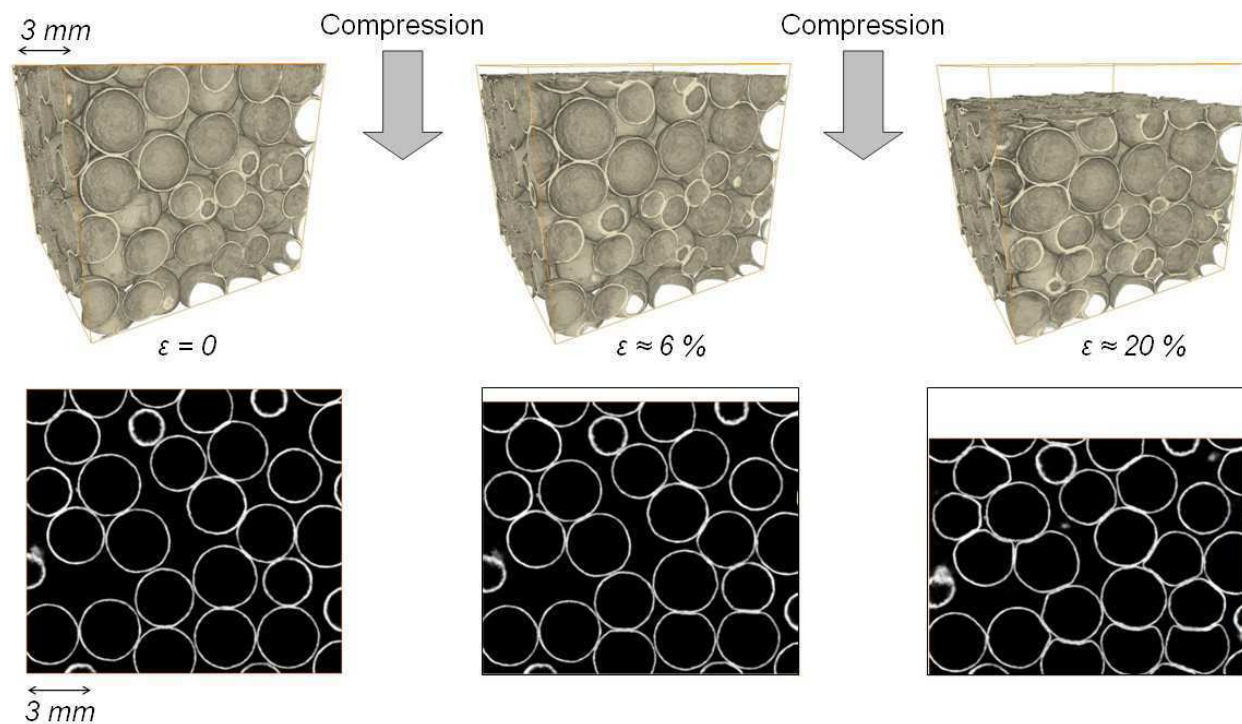 3 mm
Compression
Compression
ε = 0
ε ≈ 6 %
ε ≈ 20 %
3 mm